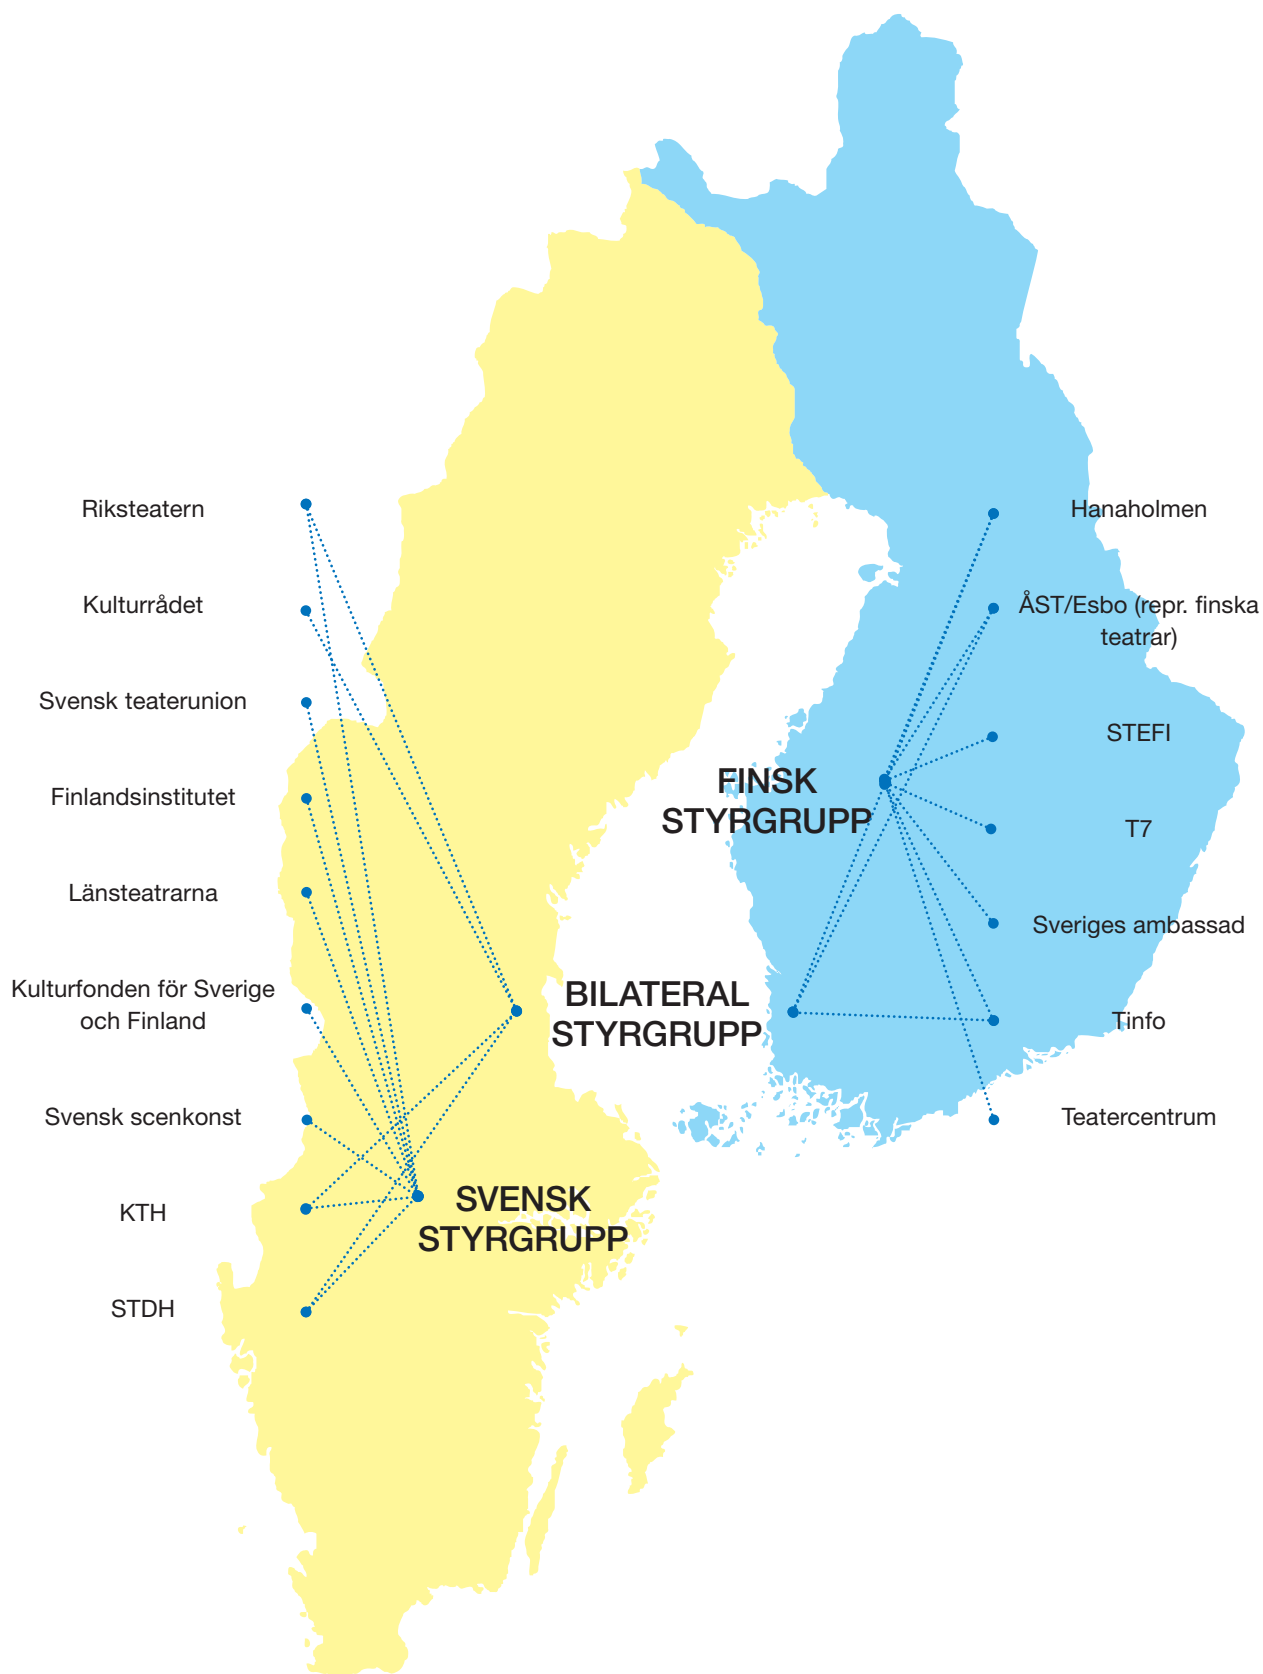 Riksteatern
Kulturrådet
Svensk teaterunion
Finlandsinstitutet
Länsteatrarna
Kulturfonden för Sverige
och Finland
Svensk scenkonst
KTH
STDH
FINSK
STYRGRUPP
BILATERAL
STYRGRUPP
SVENSK
STYRGRUPP
Hanaholmen
ÅST/Esbo (repr. finska
teatrar)
STEFI
T7
Sveriges ambassad
Tinfo
Teatercentrum